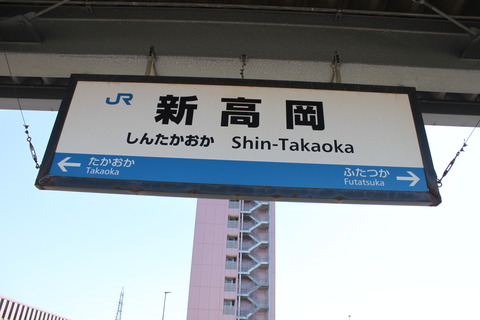 JR 新高岡
しんたかおか Shin-Takaoka
← たかおか ふたつか →
Takaoka Futatsuka